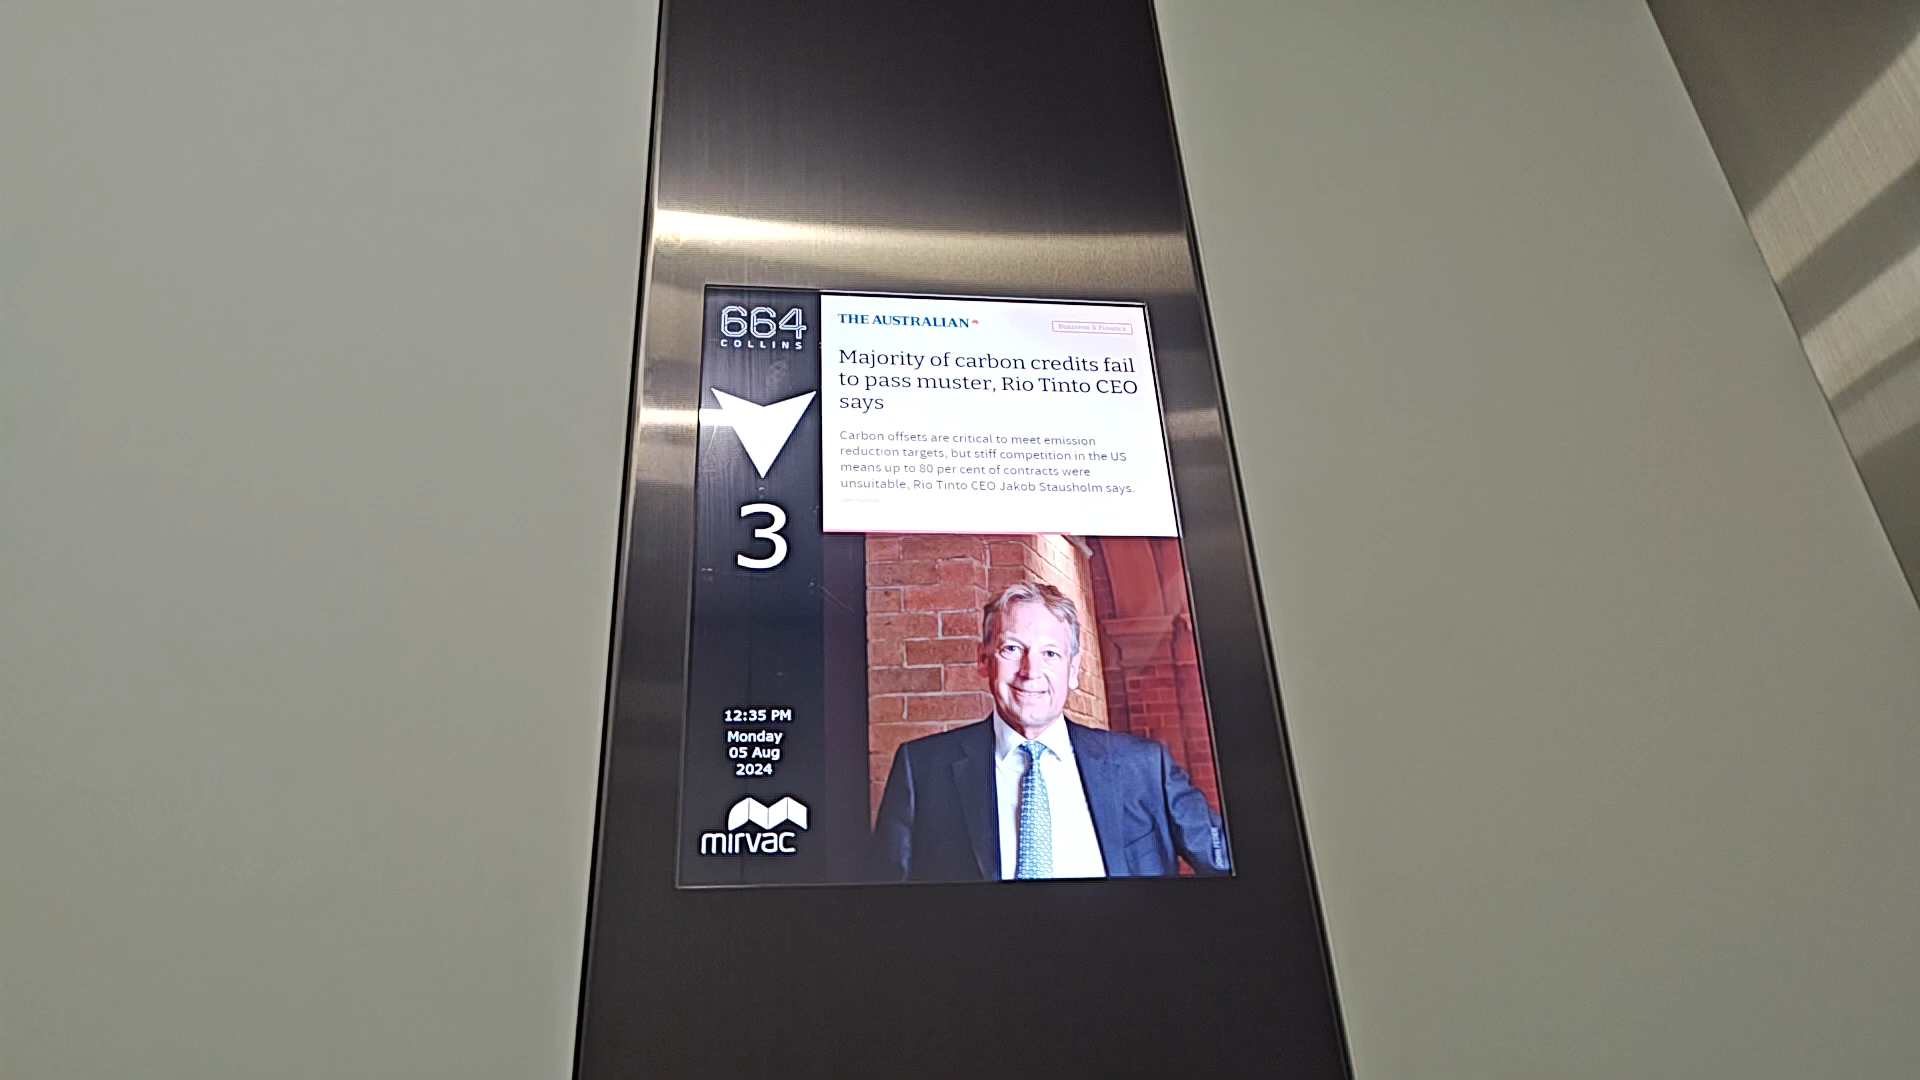 664
COLLINS
3
12:35 PM
Monday
05 Aug
2024
mirvac
THE AUSTRALIAN
Business & Finance
Majority of carbon credits fail
to pass muster, Rio Tinto CEO
says
Carbon offsets are critical to meet emission
reduction targets, but stiff competition in the US
means up to 80 per cent of contracts were
unsuitable, Rio Tinto CEO Jakob Stausholm says.